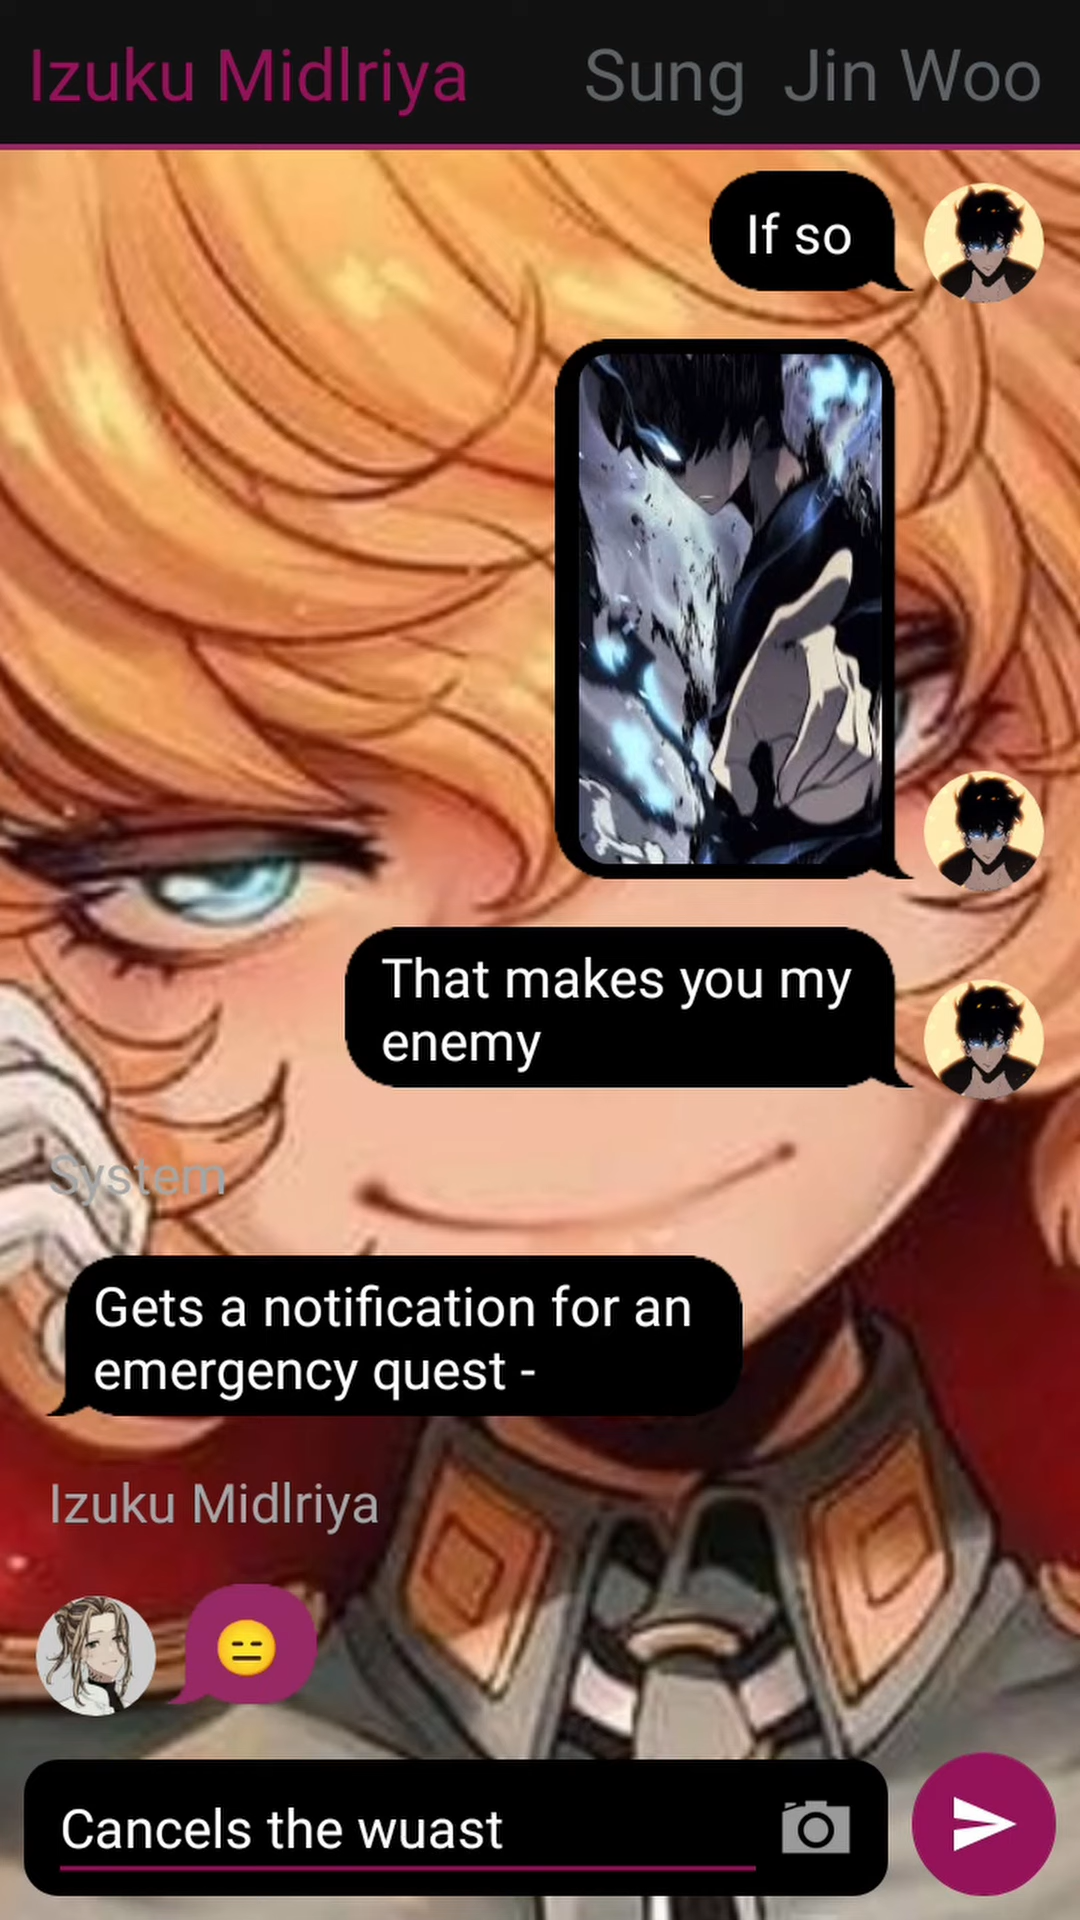 Izuku Midlriya Sung Jin Woo
If so
That makes you my
enemy
System
Gets a notification for an
emergency quest -
Izuku Midlriya
😑
Cancels the wuast